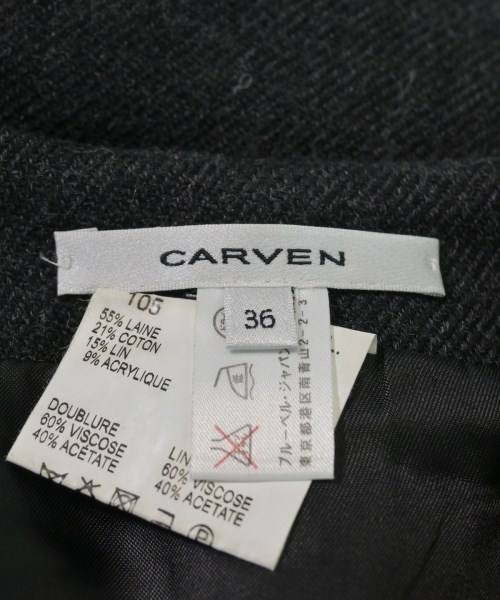 CARVEN
36
105
55% LAINE
21% COTON
15% LIN
9% ACRYLIQUE
DOUBLURE
60% VISCOSE
40% ACETATE
LIN
60% VISCOSE
40% ACETATE
P
ブルーベル・ジャパン
東京都港区南青山2-2-3